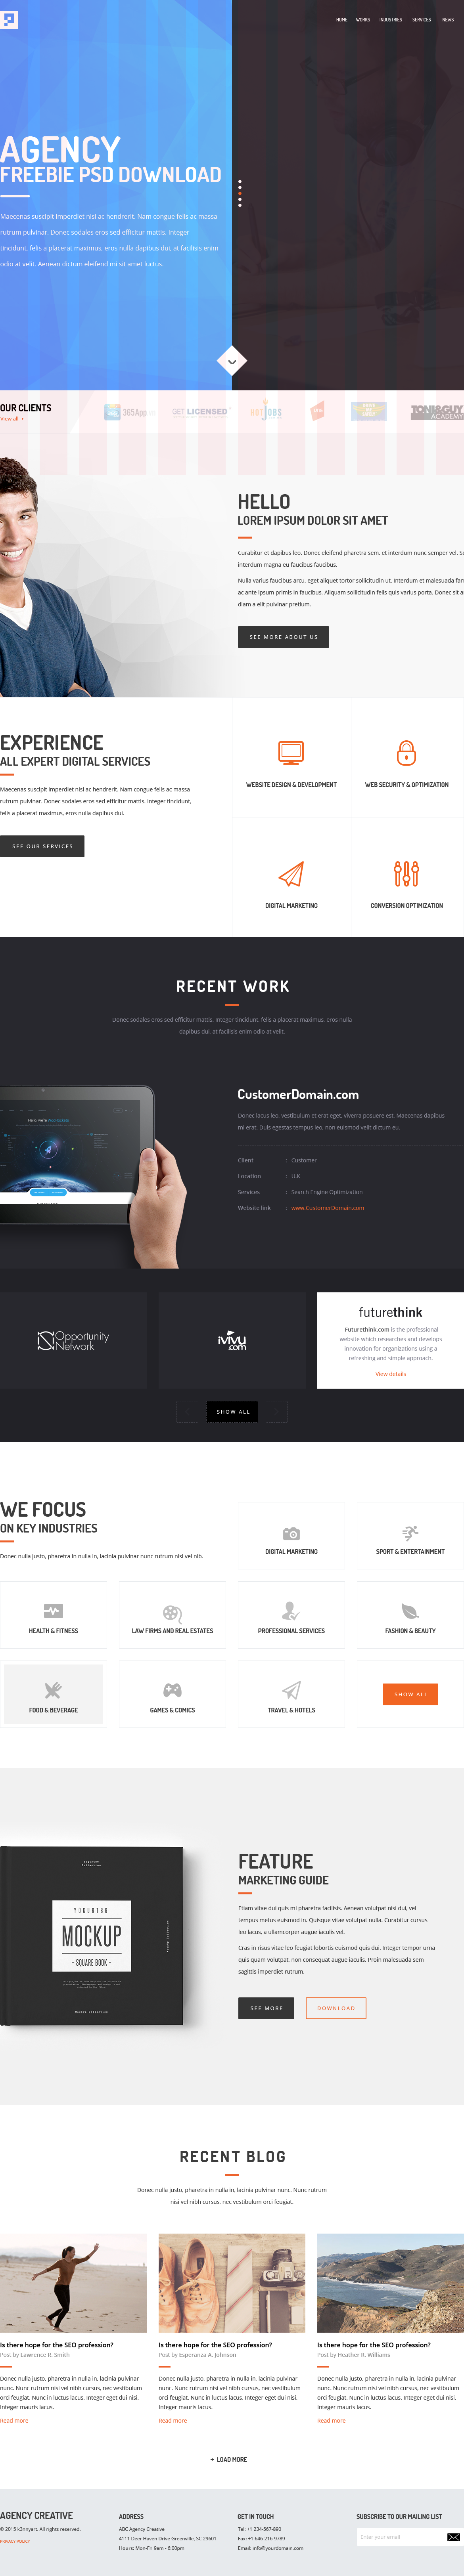 HOME WORKS INDUSTRIES SERVICES NEWS
AGENCY
FREEBIE PSD DOWNLOAD
Maecenas suscipit imperdiet nisi ac hendrerit. Nam congue felis ac massa
rutrum pulvinar. Donec sodales eros sed efficitur mattis. Integer
tincidunt, felis a placerat maximus, eros nulla dapibus dui, at facilisis enim
odio at velit. Aenean dictum eleifend mi sit amet luctus.
OUR CLIENTS
View all
365App
GET LICENSED
HOT JOBS
TONI&GUY
ACADEMY
HELLO
LOREM IPSUM DOLOR SIT AMET
Curabitur et dapibus leo. Donec eleifend pharetra sem, et interdum nunc semper vel. Se
interdum magna eu faucibus faucibus.
Nulla varius faucibus arcu, eget aliquet tortor sollicitudin ut. Interdum et malesuada fam
ac ante ipsum primis in faucibus. Aliquam sollicitudin felis quis varius porta. Donec sit a
diam a elit pulvinar pretium.
SEE MORE ABOUT US
EXPERIENCE
ALL EXPERT DIGITAL SERVICES
Maecenas suscipit imperdiet nisi ac hendrerit. Nam congue felis ac massa
rutrum pulvinar. Donec sodales eros sed efficitur mattis. Integer tincidunt,
felis a placerat maximus, eros nulla dapibus dui.
SEE OUR SERVICES
WEBSITE DESIGN & DEVELOPMENT
WEB SECURITY & OPTIMIZATION
DIGITAL MARKETING
CONVERSION OPTIMIZATION
RECENT WORK
Donec sodales eros sed efficitur mattis. Integer tincidunt, felis a placerat maximus, eros nulla
dapibus dui, at facilisis enim odio at velit.
CustomerDomain.com
Donec lacus leo, vestibulum et erat eget, viverra posuere est. Maecenas dapibus
mi erat. Duis egestas tempus leo, non euismod velit dictum eu.
Client : Customer
Location : U.K
Services : Search Engine Optimization
Website link : www.CustomerDomain.com
Opportunity
Network
ivivu
.com
futurethink
Futurethink.com is the professional
website which researches and develops
innovation for organizations using a
refreshing and simple approach.
View details
SHOW ALL
WE FOCUS
ON KEY INDUSTRIES
Donec nulla justo, pharetra in nulla in, lacinia pulvinar nunc rutrum nisl vel nib.
DIGITAL MARKETING
SPORT & ENTERTAINMENT
HEALTH & FITNESS
LAW FIRMS AND REAL ESTATES
PROFESSIONAL SERVICES
FASHION & BEAUTY
FOOD & BEVERAGE
GAMES & COMICS
TRAVEL & HOTELS
SHOW ALL
YOGURT86
MOCKUP
- SQUARE BOOK -
FEATURE
MARKETING GUIDE
Etiam vitae dui quis mi pharetra facilisis. Aenean volutpat nisi dui, vel
tempus metus euismod in. Quisque vitae volutpat nulla. Curabitur cursus
leo lacus, a ullamcorper augue iaculis vel.
Cras in risus vitae leo feugiat lobortis euismod quis dui. Integer tempor urna
quis quam volutpat, non consequat augue iaculis. Proin malesuada sem
sagittis imperdiet rutrum.
SEE MORE
DOWNLOAD
RECENT BLOG
Donec nulla justo, pharetra in nulla in, lacinia pulvinar nunc. Nunc rutrum
nisi vel nibh cursus, nec vestibulum orci feugiat.
Is there hope for the SEO profession?
Post by Lawrence R. Smith
Donec nulla justo, pharetra in nulla in, lacinia pulvinar
nunc. Nunc rutrum nisi vel nibh cursus, nec vestibulum
orci feugiat. Nunc in luctus lacus. Integer eget dui nisi.
Integer mauris lacus.
Read more
Is there hope for the SEO profession?
Post by Esperanza A. Johnson
Donec nulla justo, pharetra in nulla in, lacinia pulvinar
nunc. Nunc rutrum nisi vel nibh cursus, nec vestibulum
orci feugiat. Nunc in luctus lacus. Integer eget dui nisi.
Integer mauris lacus.
Read more
Is there hope for the SEO profession?
Post by Heather R. Williams
Donec nulla justo, pharetra in nulla in, lacinia pulvinar
nunc. Nunc rutrum nisi vel nibh cursus, nec vestibulum
orci feugiat. Nunc in luctus lacus. Integer eget dui nisi.
Integer mauris lacus.
Read more
+ LOAD MORE
AGENCY CREATIVE
© 2015 k3nnyart. All rights reserved.
PRIVACY POLICY
ADDRESS
ABC Agency Creative
4111 Deer Haven Drive Greenville, SC 29601
Hours: Mon-Fri 9am - 6:00pm
GET IN TOUCH
Tel: +1 234-567-890
Fax: +1 646-216-9789
Email: info@yourdomain.com
SUBSCRIBE TO OUR MAILING LIST
Enter your email